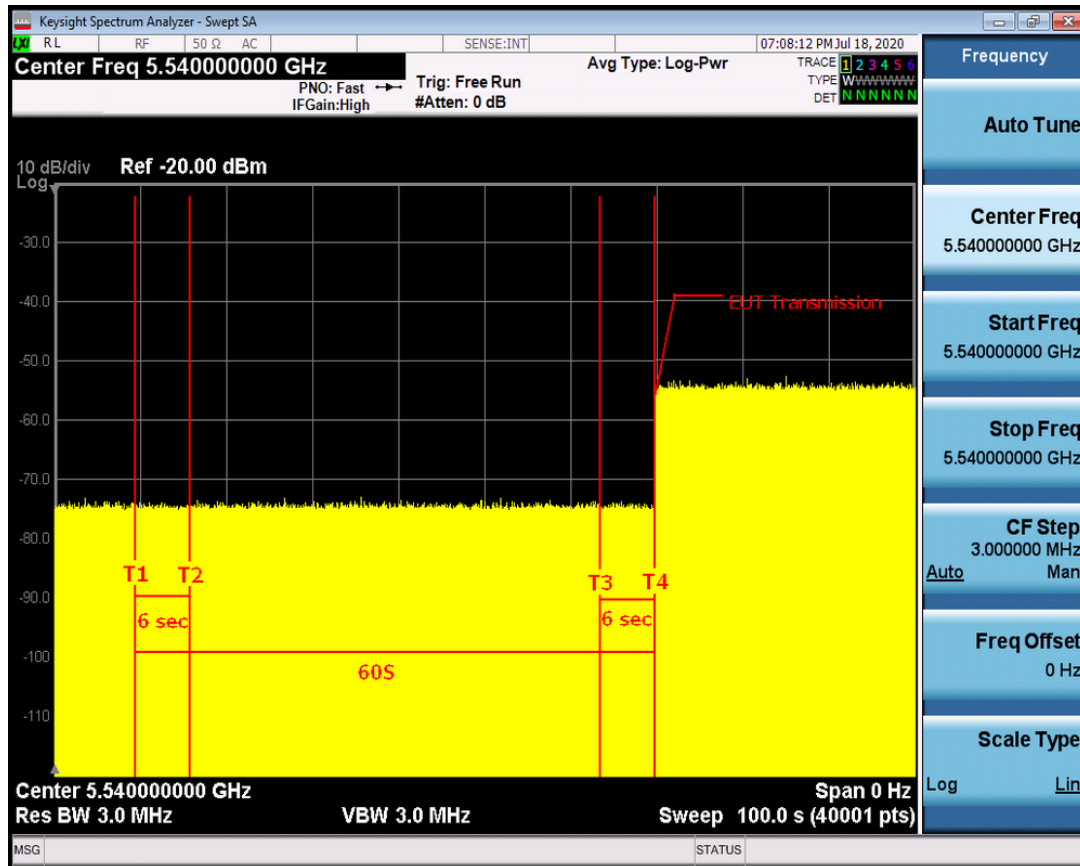 Keysight Spectrum Analyzer - Swept SA
LXI RL RF 50 Ω AC SENSE:INT 07:08:12 PM Jul 18, 2020
Center Freq 5.540000000 GHz
Avg Type: Log-Pwr
TRACE 1 2 3 4 5 6
PNO: Fast
Trig: Free Run
TYPE WWWWWWWW
IFGain:High
#Atten: 0 dB
DET N N N N N N
10 dB/div
Ref -20.00 dBm
Log
-30.0
-40.0
EUT Transmission
-50.0
-60.0
-70.0
-80.0
T1 T2 T3 T4
-90.0
6 sec 6 sec
-100
60S
-110
Center 5.540000000 GHz Span 0 Hz
Res BW 3.0 MHz VBW 3.0 MHz Sweep 100.0 s (40001 pts)
MSG STATUS
Frequency
Auto Tune
Center Freq
5.540000000 GHz
Start Freq
5.540000000 GHz
Stop Freq
5.540000000 GHz
CF Step
3.000000 MHz
Auto Man
Freq Offset
0 Hz
Scale Type
Log Lin